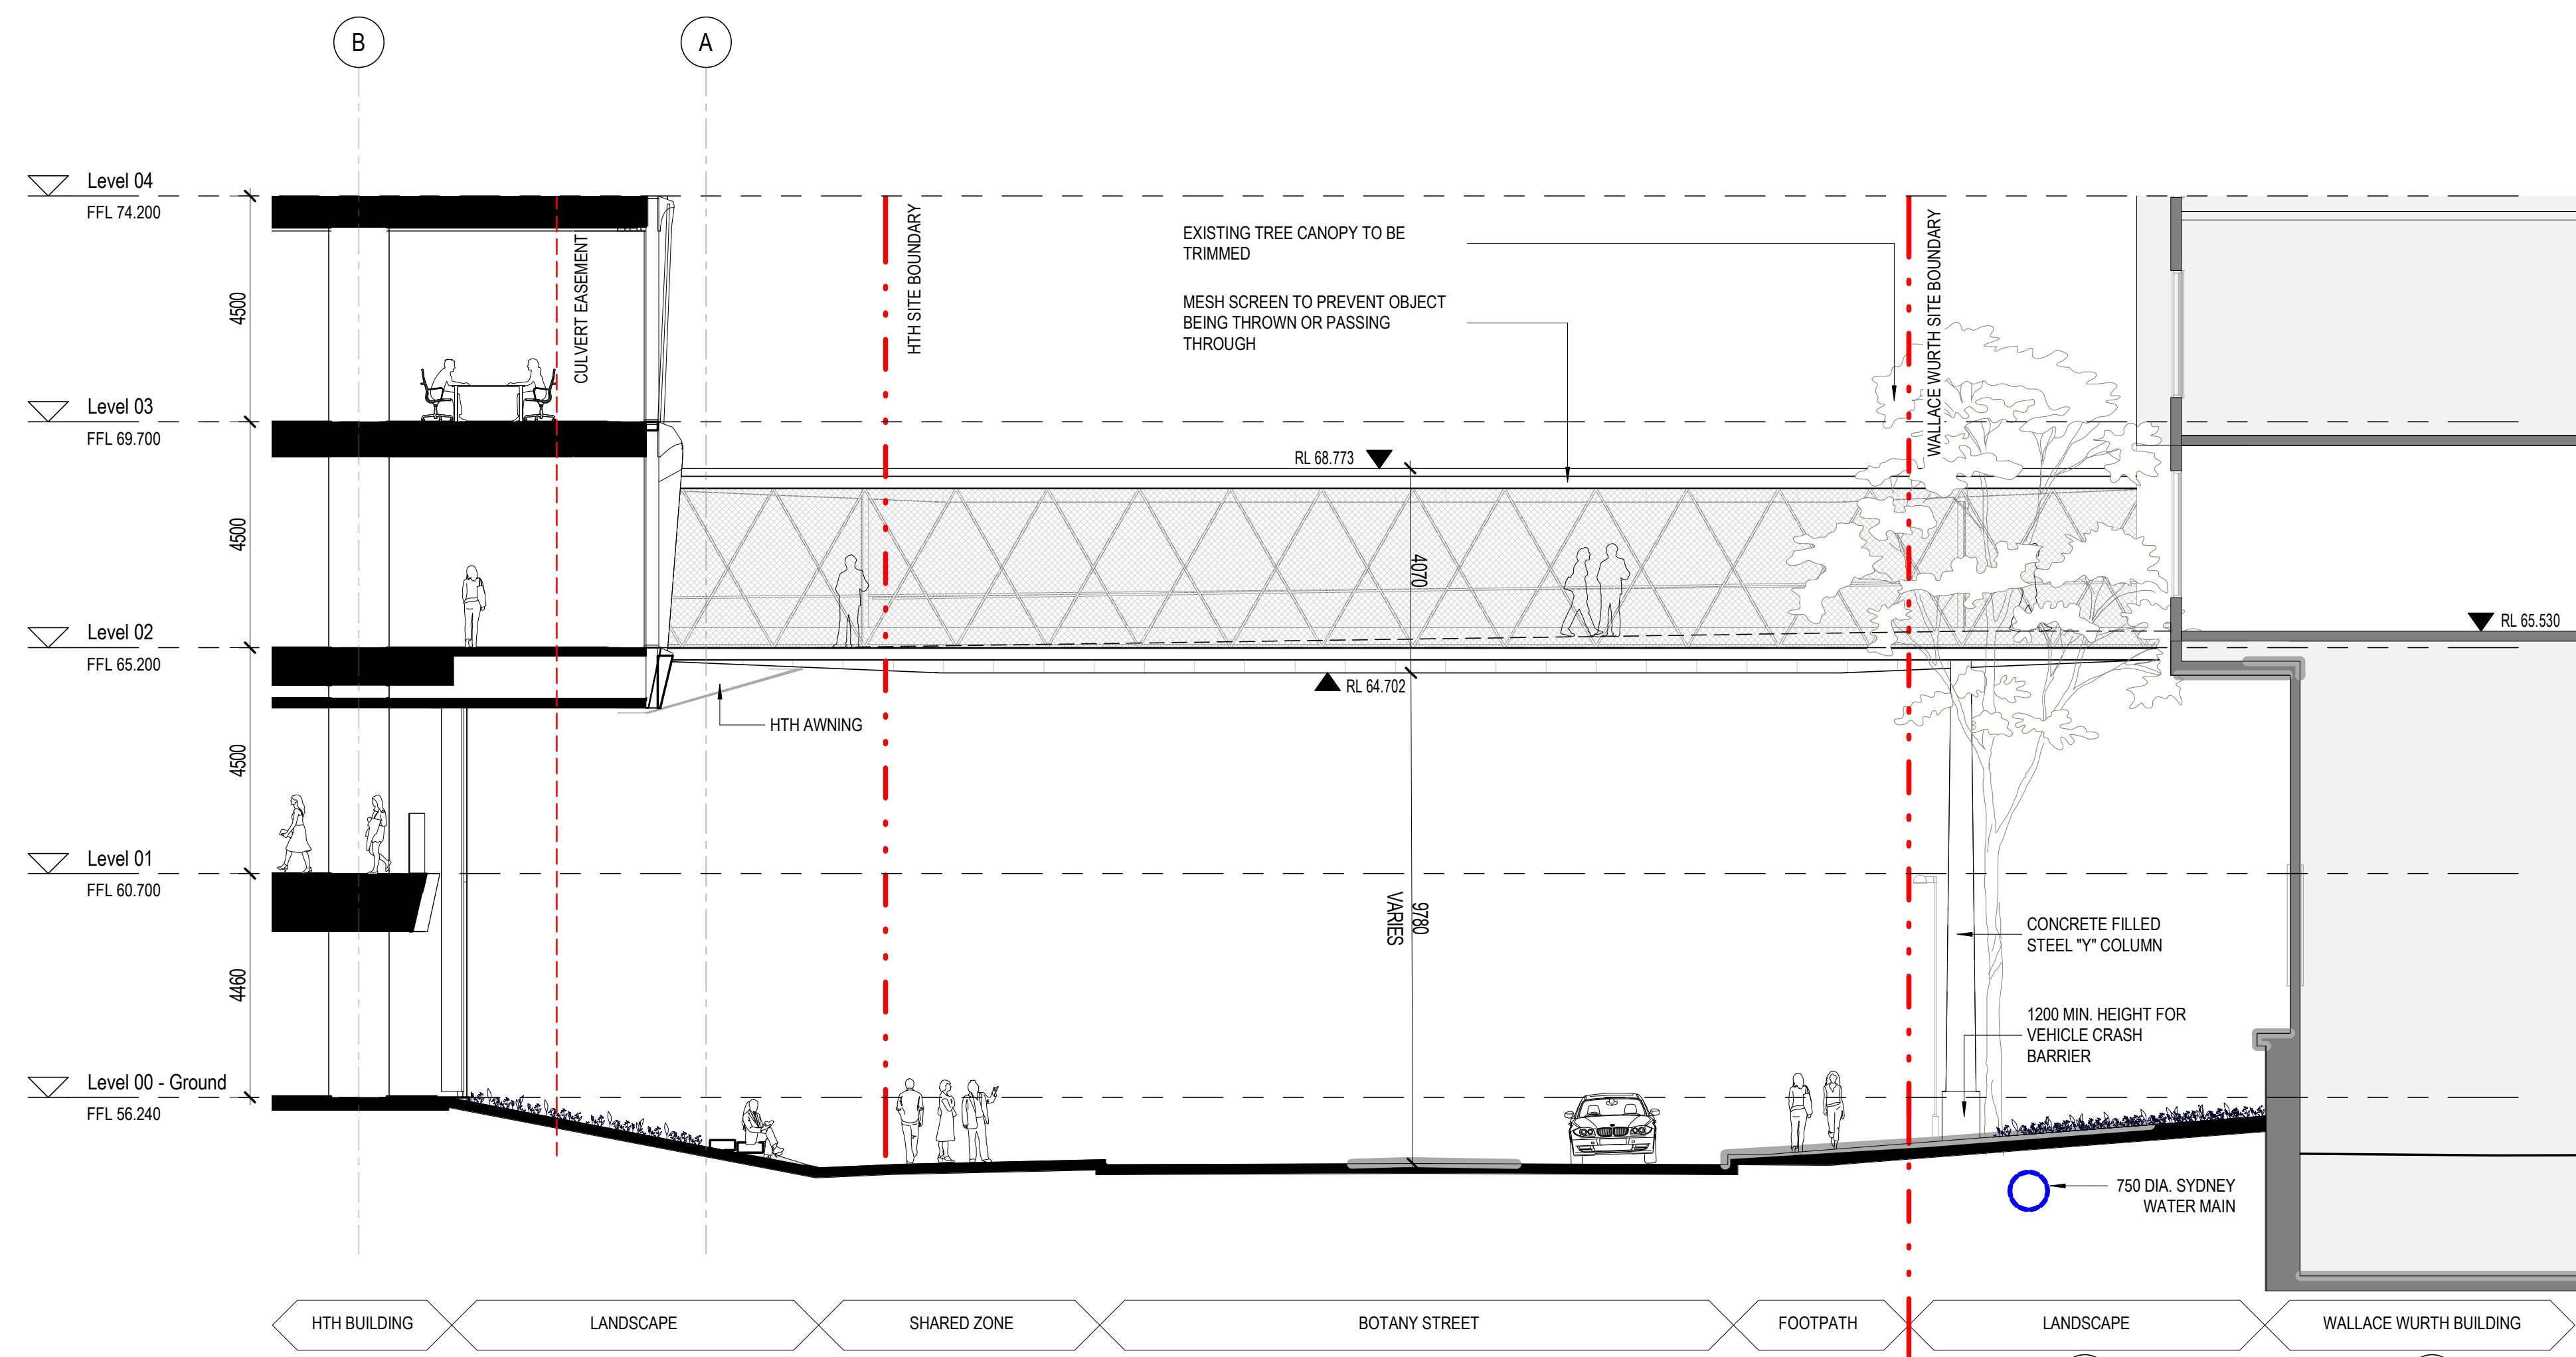 B
A
Level 04
FFL 74.200
4500
CULVERT EASEMENT
HTH SITE BOUNDARY
EXISTING TREE CANOPY TO BE
TRIMMED
MESH SCREEN TO PREVENT OBJECT
BEING THROWN OR PASSING
THROUGH
WALLACE WURTH SITE BOUNDARY
Level 03
FFL 69.700
RL 68.773
4500
4070
Level 02
FFL 65.200
RL 65.530
RL 64.702
HTH AWNING
4500
Level 01
FFL 60.700
9780
VARIES
CONCRETE FILLED
STEEL "Y" COLUMN
4460
1200 MIN. HEIGHT FOR
VEHICLE CRASH
BARRIER
Level 00 - Ground
FFL 56.240
750 DIA. SYDNEY
WATER MAIN
HTH BUILDING
LANDSCAPE
SHARED ZONE
BOTANY STREET
FOOTPATH
LANDSCAPE
WALLACE WURTH BUILDING